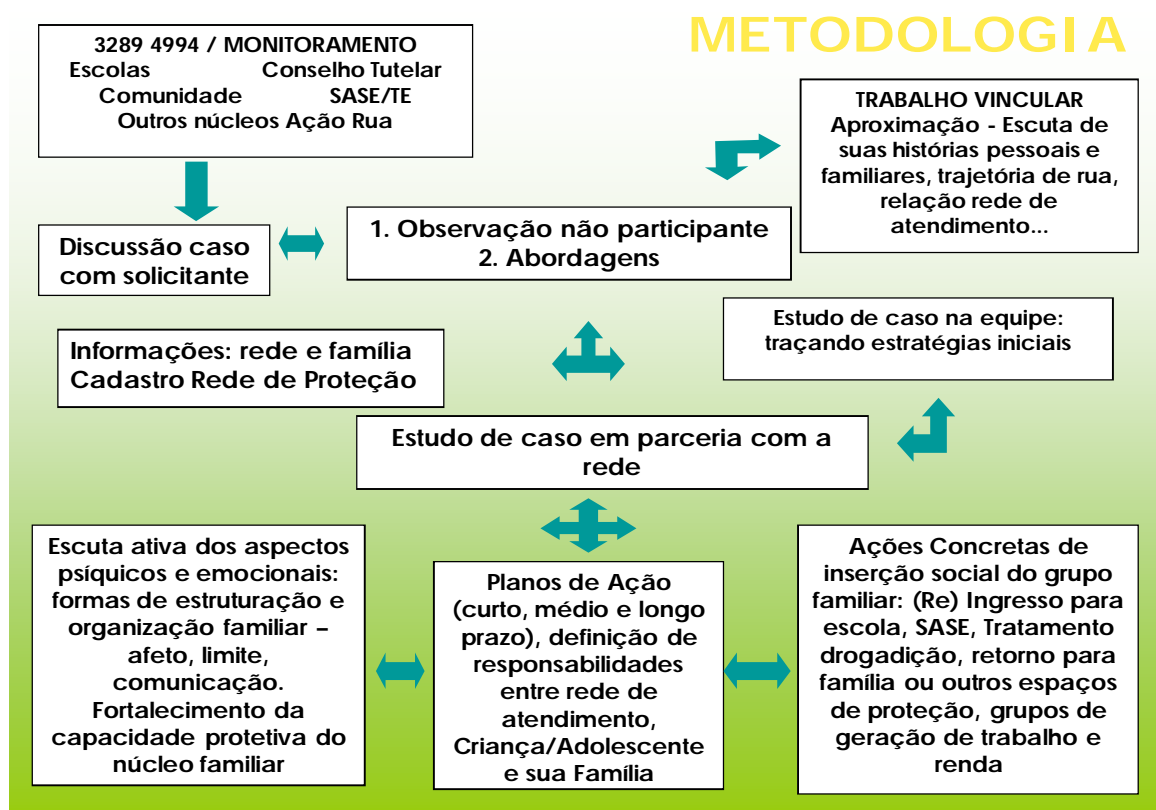 METODOLOGIA
3289 4994 / MONITORAMENTO
Escolas Conselho Tutelar
Comunidade SASE/TE
Outros núcleos Ação Rua
TRABALHO VINCULAR
Aproximação - Escuta de
suas histórias pessoais e
familiares, trajetória de rua,
relação rede de
atendimento...
Discussão caso
com solicitante
1. Observação não participante
2. Abordagens
Estudo de caso na equipe:
traçando estratégias iniciais
Informações: rede e família
Cadastro Rede de Proteção
Estudo de caso em parceria com a
rede
Escuta ativa dos aspectos
psíquicos e emocionais:
formas de estruturação e
organização familiar –
afeto, limite,
comunicação.
Fortalecimento da
capacidade protetiva do
núcleo familiar
Planos de Ação
(curto, médio e longo
prazo), definição de
responsabilidades
entre rede de
atendimento,
Criança/Adolescente
e sua Família
Ações Concretas de
inserção social do grupo
familiar: (Re) Ingresso para
escola, SASE, Tratamento
drogadição, retorno para
família ou outros espaços
de proteção, grupos de
geração de trabalho e
renda